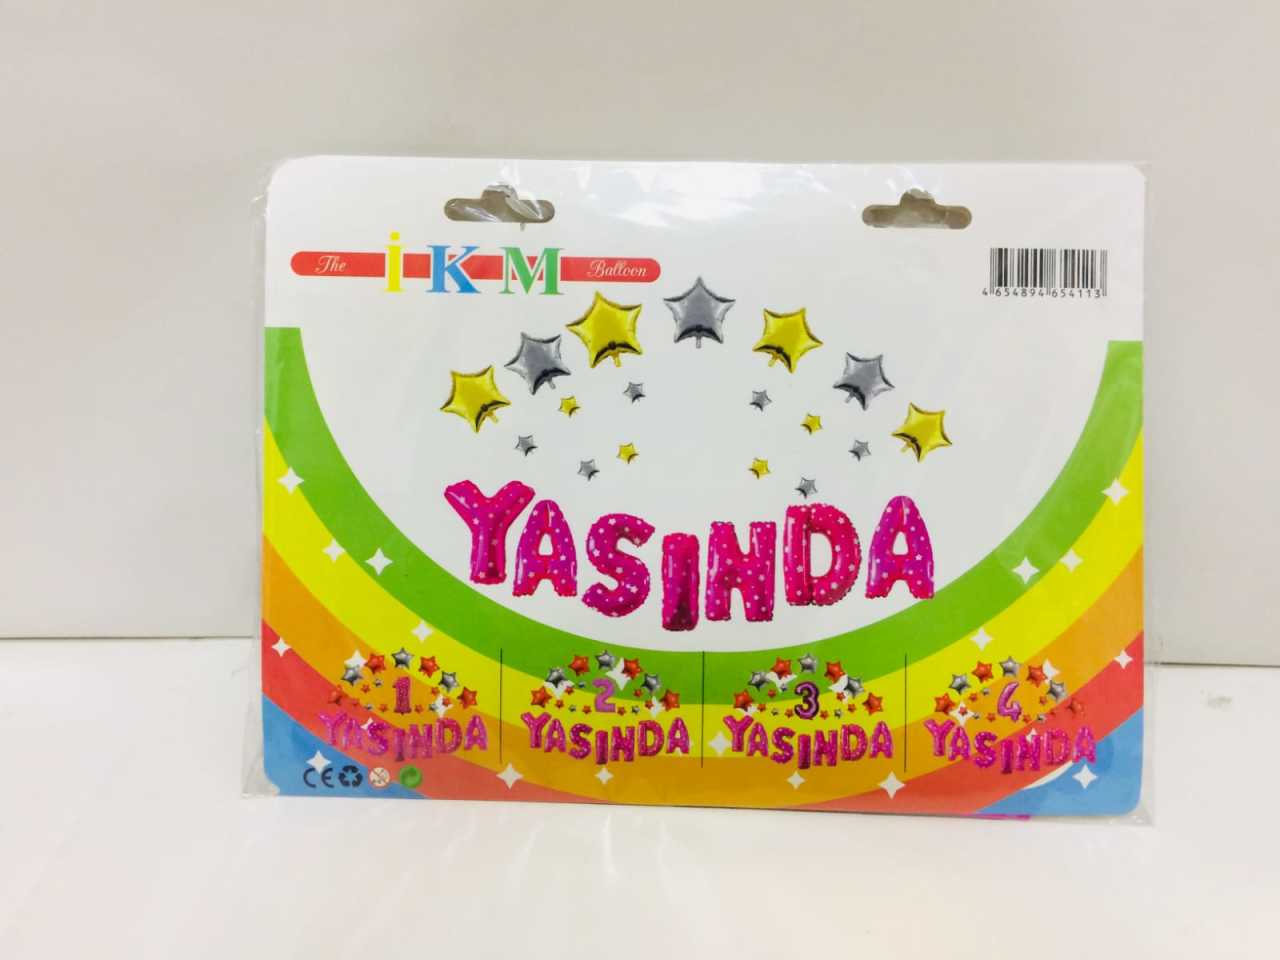 The İKM Balloon
4 654894 654113
YASINDA
1 2 3 4
YASINDA YASINDA YASINDA YASINDA
CE